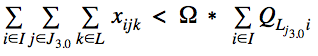 ∑_{i∈I} ∑_{j∈J_{3.0}} ∑_{k∈L} x_{ijk} < Ω * ∑_{i∈I} Q_{L_{j_{3.0}} i}